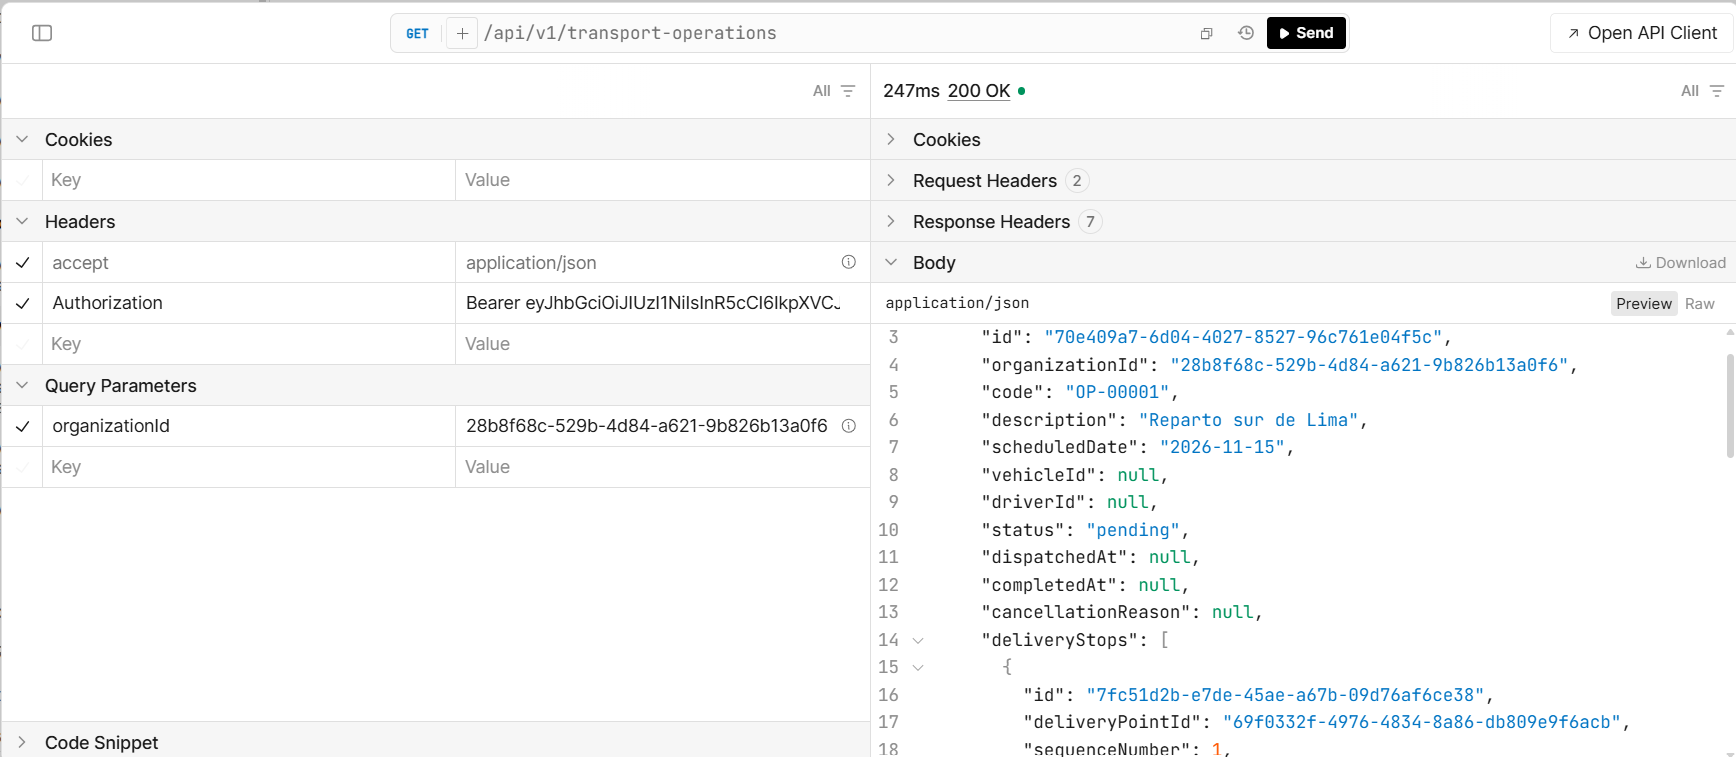 GET + /api/v1/transport-operations Send Open API Client
All
Cookies
Key Value
Headers
accept application/json
Authorization Bearer eyJhbGciOiJIUzI1NiIsInR5cCI6IkpXVCJ
Key Value
Query Parameters
organizationId 28b8f68c-529b-4d84-a621-9b826b13a0f6
Key Value
Code Snippet
247ms 200 OK All
Cookies
Request Headers 2
Response Headers 7
Body Download
application/json Preview Raw
3 "id": "70e409a7-6d04-4027-8527-96c761e04f5c",
4 "organizationId": "28b8f68c-529b-4d84-a621-9b826b13a0f6",
5 "code": "OP-00001",
6 "description": "Reparto sur de Lima",
7 "scheduledDate": "2026-11-15",
8 "vehicleId": null,
9 "driverId": null,
10 "status": "pending",
11 "dispatchedAt": null,
12 "completedAt": null,
13 "cancellationReason": null,
14 "deliveryStops": [
15 {
16 "id": "7fc51d2b-e7de-45ae-a67b-09d76af6ce38",
17 "deliveryPointId": "69f0332f-4976-4834-8a86-db809e9f6acb",
18 "sequenceNumber": 1,